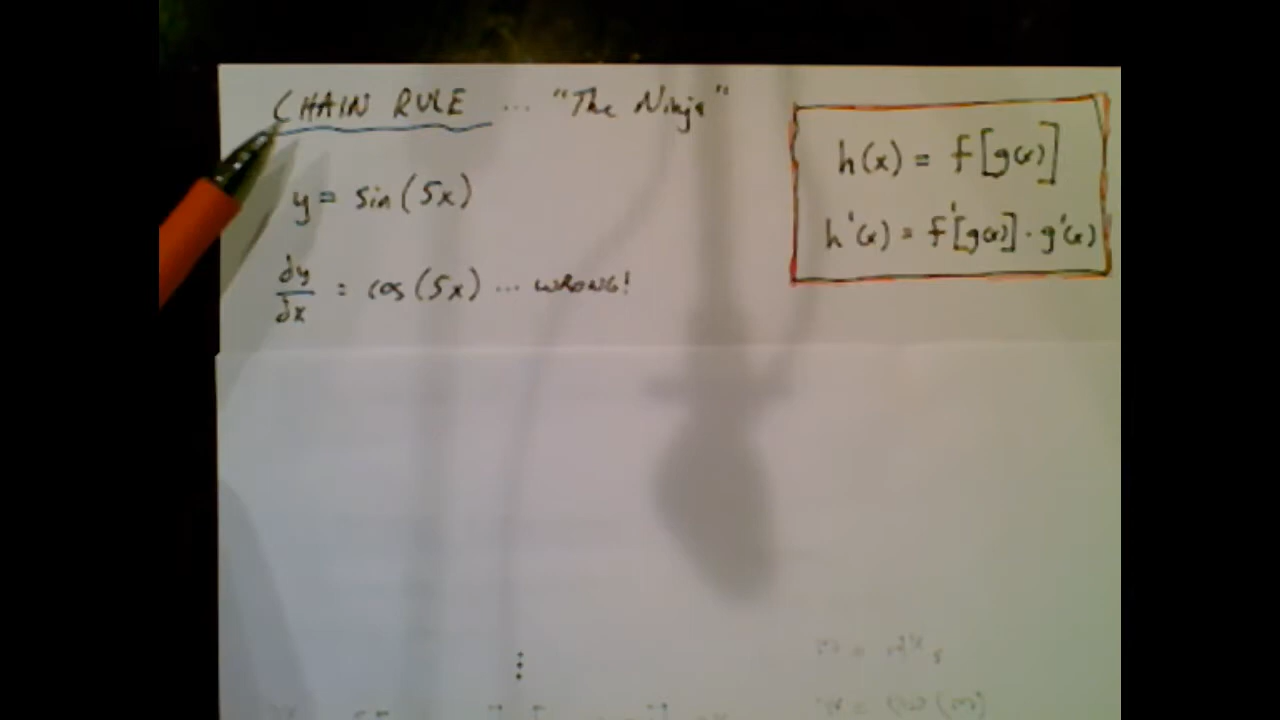 CHAIN RULE ... "The Ninja"
y = sin(5x)
dy/dx = cos(5x) ... WRONG!
h(x) = f[g(x)]
h'(x) = f'[g(x)] · g'(x)